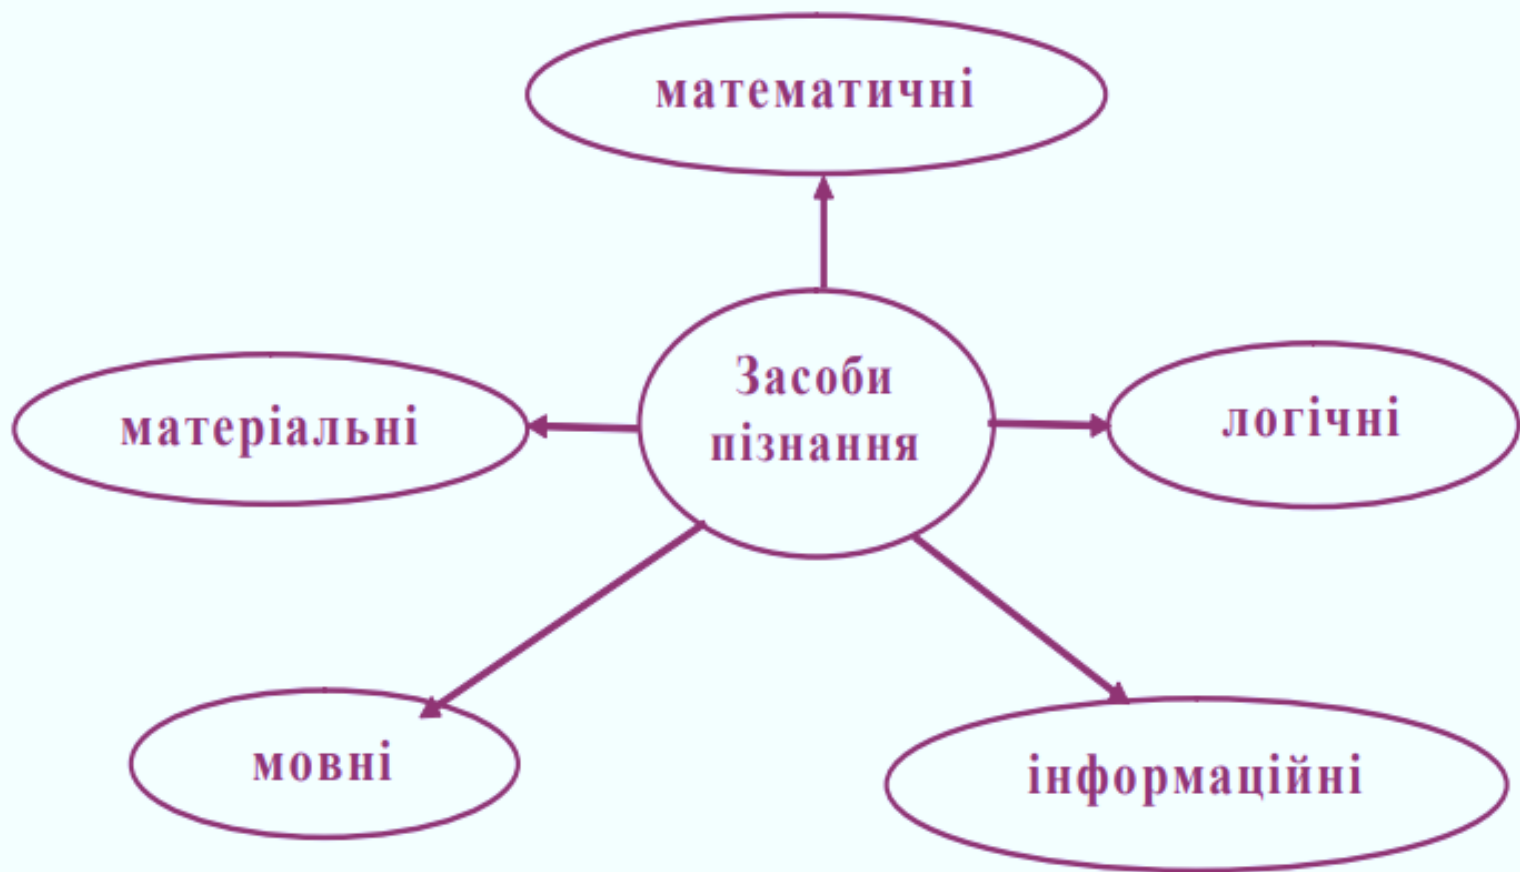 математичні
Засоби
пізнання
матеріальні
логічні
мовні
інформаційні